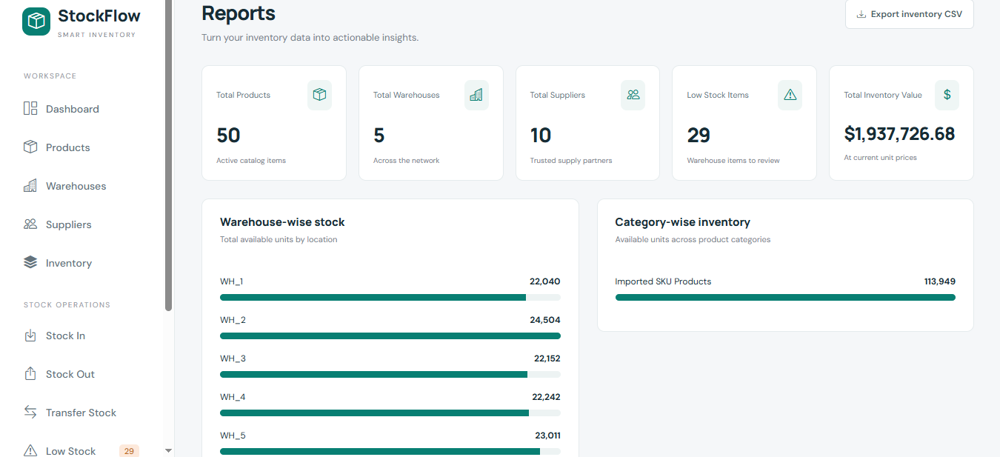 StockFlow
SMART INVENTORY
WORKSPACE
Dashboard
Products
Warehouses
Suppliers
Inventory
STOCK OPERATIONS
Stock In
Stock Out
Transfer Stock
Low Stock 29
Reports
Turn your inventory data into actionable insights.
Export inventory CSV
Total Products
50
Active catalog items
Total Warehouses
5
Across the network
Total Suppliers
10
Trusted supply partners
Low Stock Items
29
Warehouse items to review
Total Inventory Value
$
$1,937,726.68
At current unit prices
Warehouse-wise stock
Total available units by location
WH_1 22,040
WH_2 24,504
WH_3 22,152
WH_4 22,242
WH_5 23,011
Category-wise inventory
Available units across product categories
Imported SKU Products 113,949